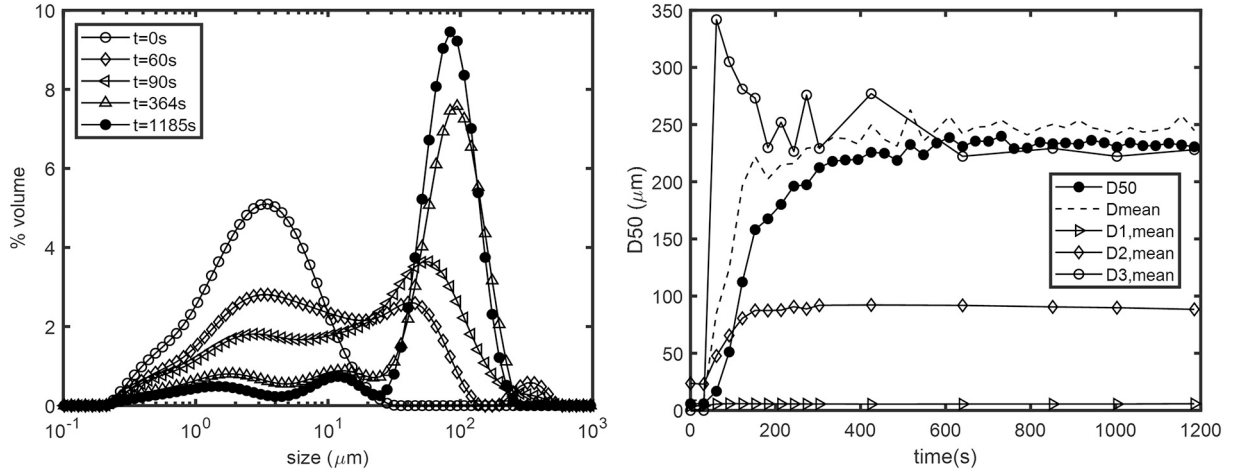 10
8
6
4
2
0
% volume
10-1
100
101
102
103
size (μm)
t=0s
t=60s
t=90s
t=364s
t=1185s
350
300
250
200
150
100
50
0
D50 (μm)
0
200
400
600
800
1000
1200
time(s)
D50
Dmean
D1,mean
D2,mean
D3,mean